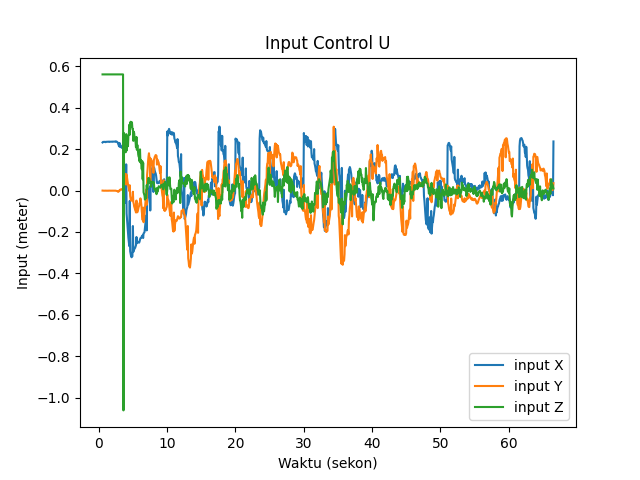 Input Control U
Input (meter)
0.6
0.4
0.2
0.0
−0.2
−0.4
−0.6
−0.8
−1.0
input X
input Y
input Z
0 10 20 30 40 50 60
Waktu (sekon)